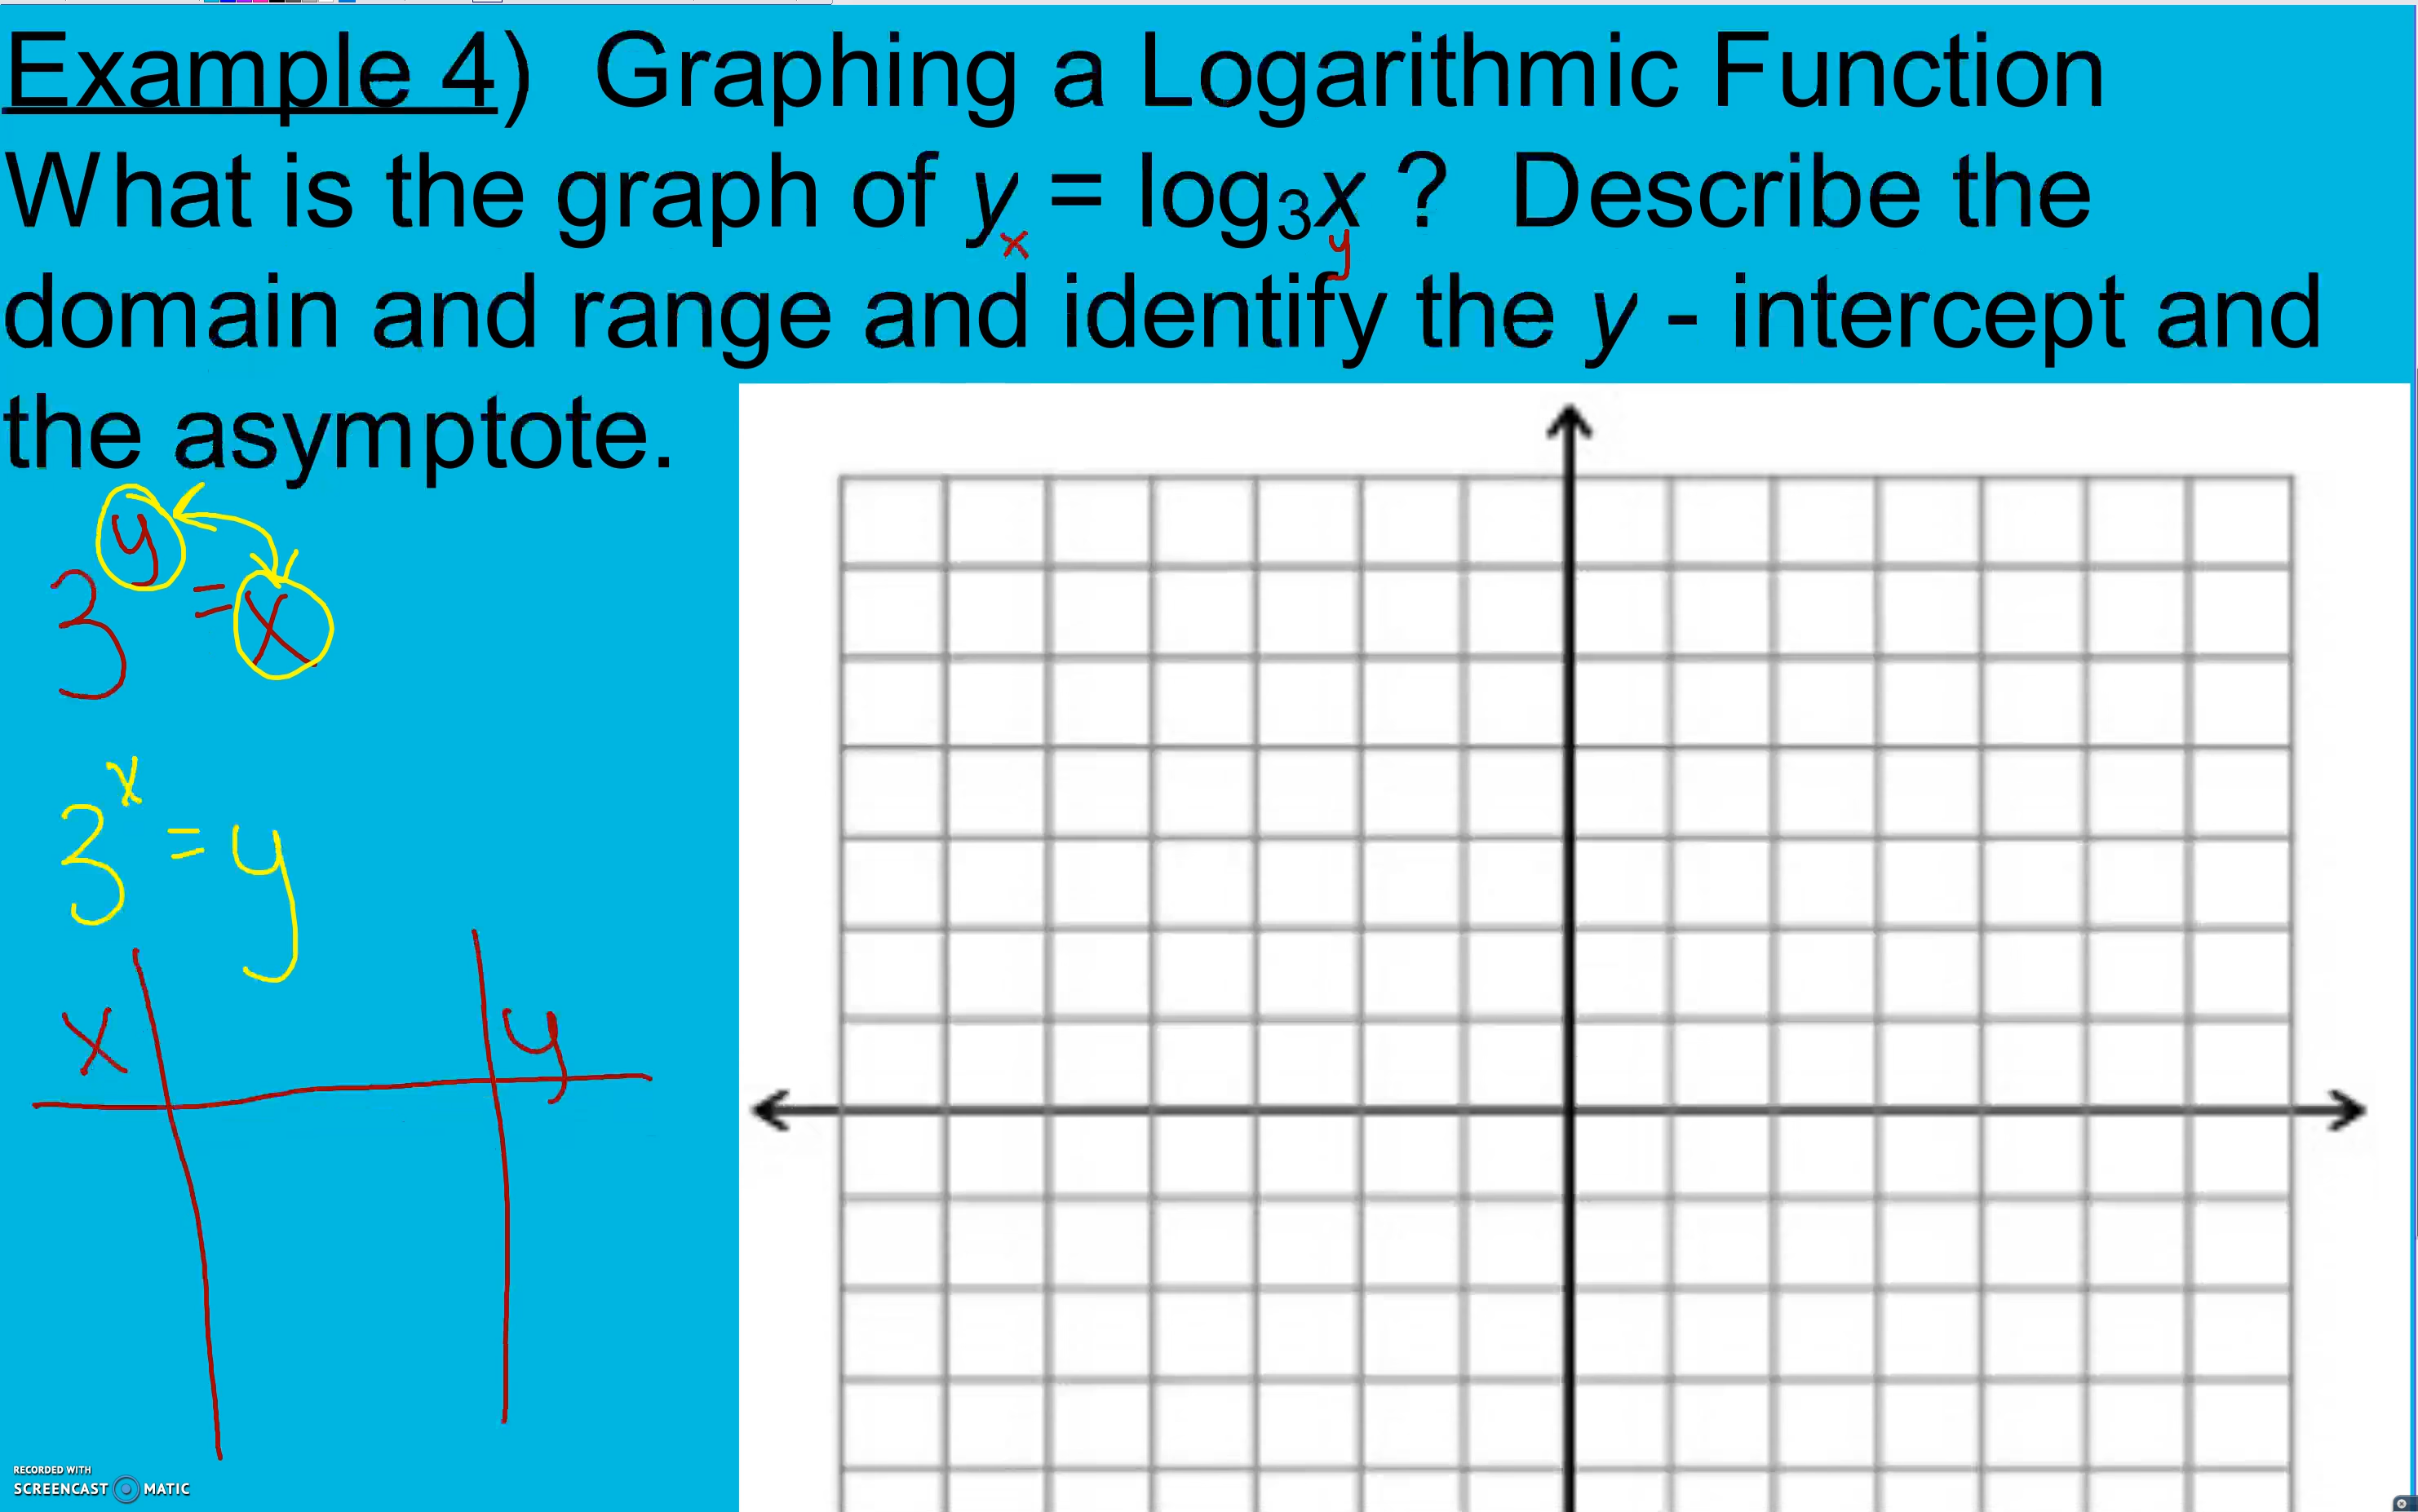 Example 4) Graphing a Logarithmic Function
What is the graph of y = log₃x ? Describe the
x y
domain and range and identify the y - intercept and
the asymptote.
3^y = x
3^x = y
x y
RECORDED WITH
SCREENCAST MATIC